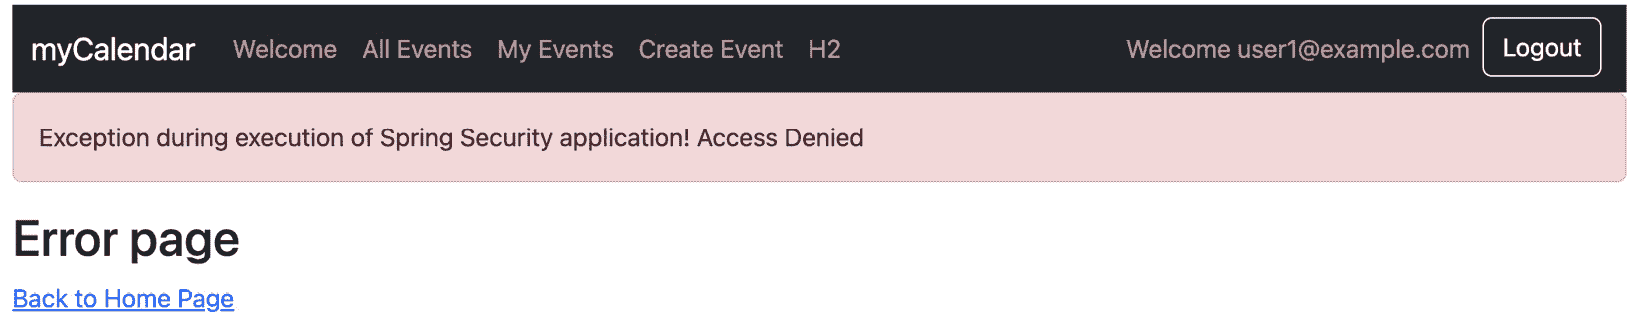 myCalendar Welcome All Events My Events Create Event H2 Welcome user1@example.com Logout
Exception during execution of Spring Security application! Access Denied
Error page
Back to Home Page